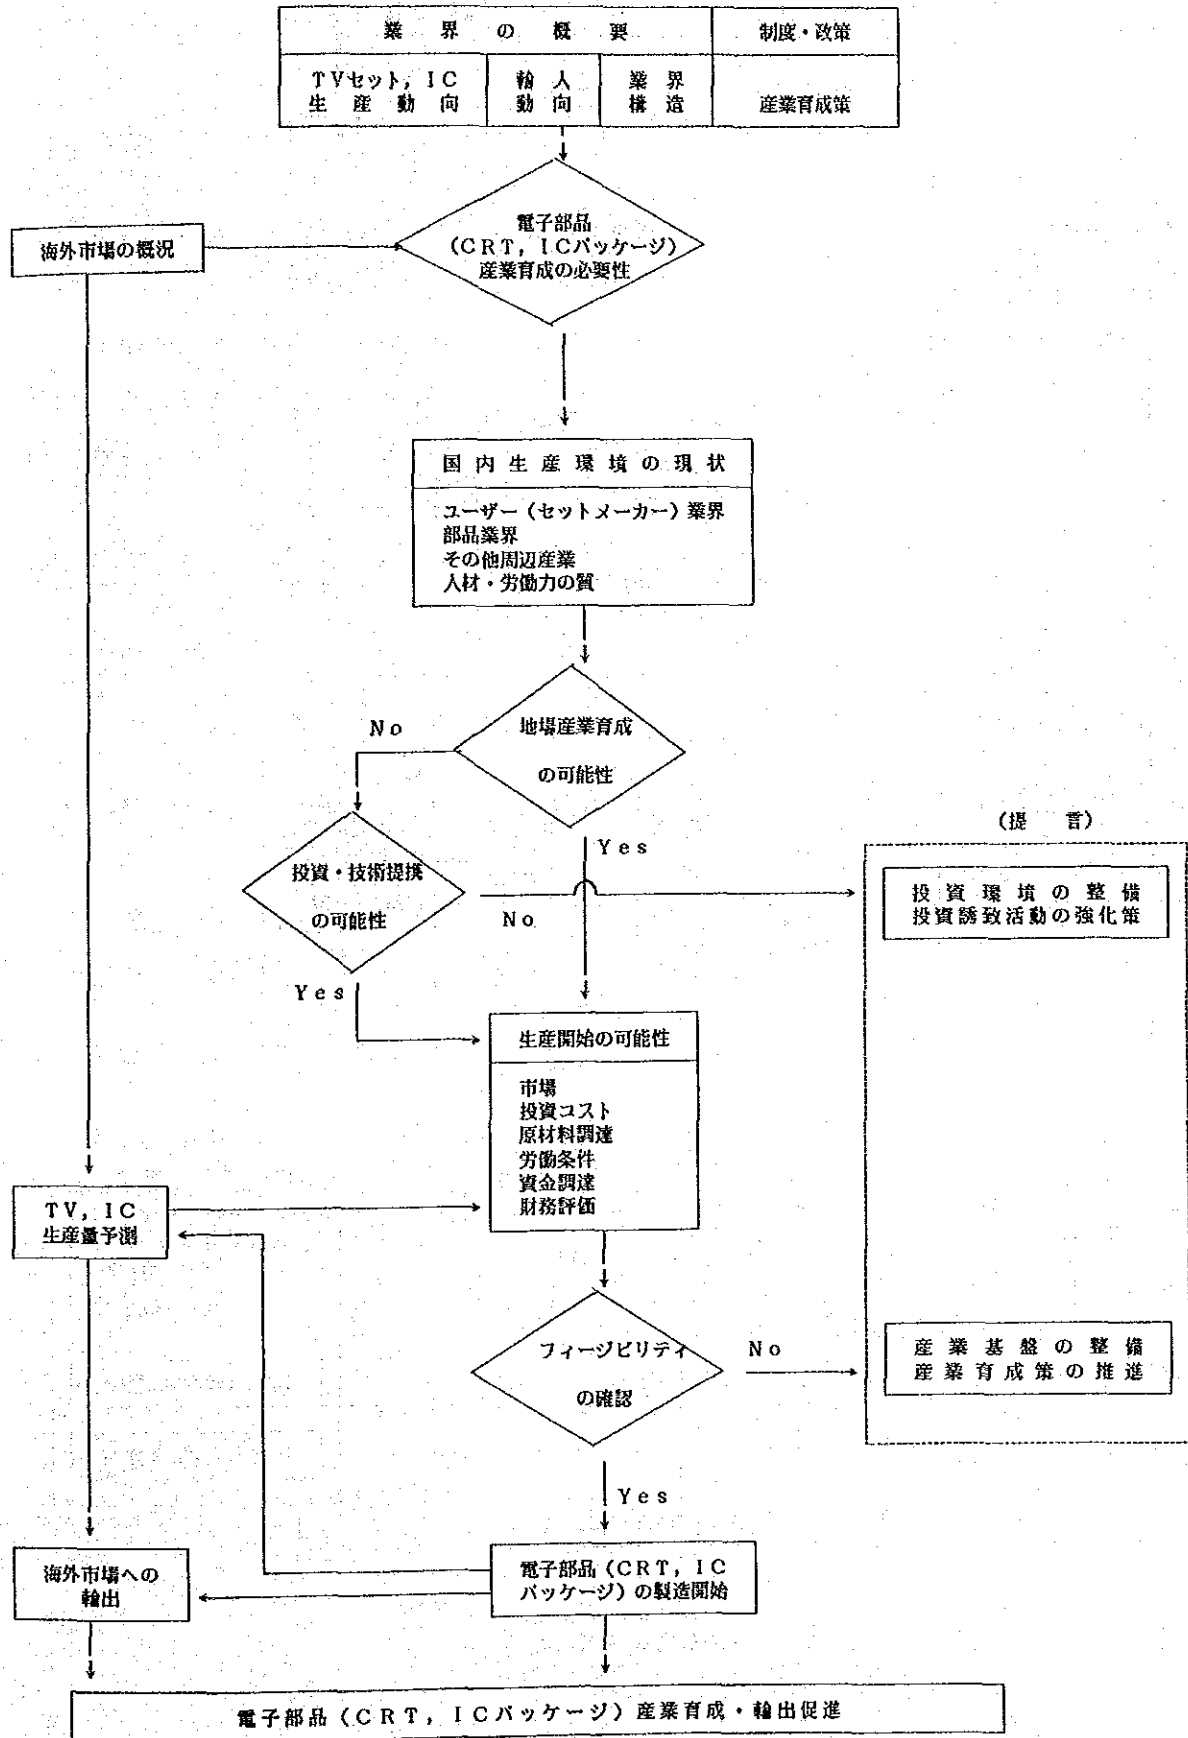 業界の概要
制度・政策
TVセット,IC
生産動向
輸入
動向
業界
構造
産業育成策
電子部品
(CRT,ICパッケージ)
産業育成の必要性
海外市場の概況
国内生産環境の現状
ユーザー(セットメーカー)業界
部品業界
その他周辺産業
人材・労働力の質
地場産業育成
の可能性
No
Yes
投資・技術提携
の可能性
No
Yes
(提 言)
投資環境の整備
投資誘致活動の強化策
生産開始の可能性
市場
投資コスト
原材料調達
労働条件
資金調達
財務評価
TV,IC
生産量予測
フィージビリティ
の確認
No
Yes
産業基盤の整備
産業育成策の推進
海外市場への
輸出
電子部品(CRT,IC
パッケージ)の製造開始
電子部品(CRT,ICパッケージ)産業育成・輸出促進